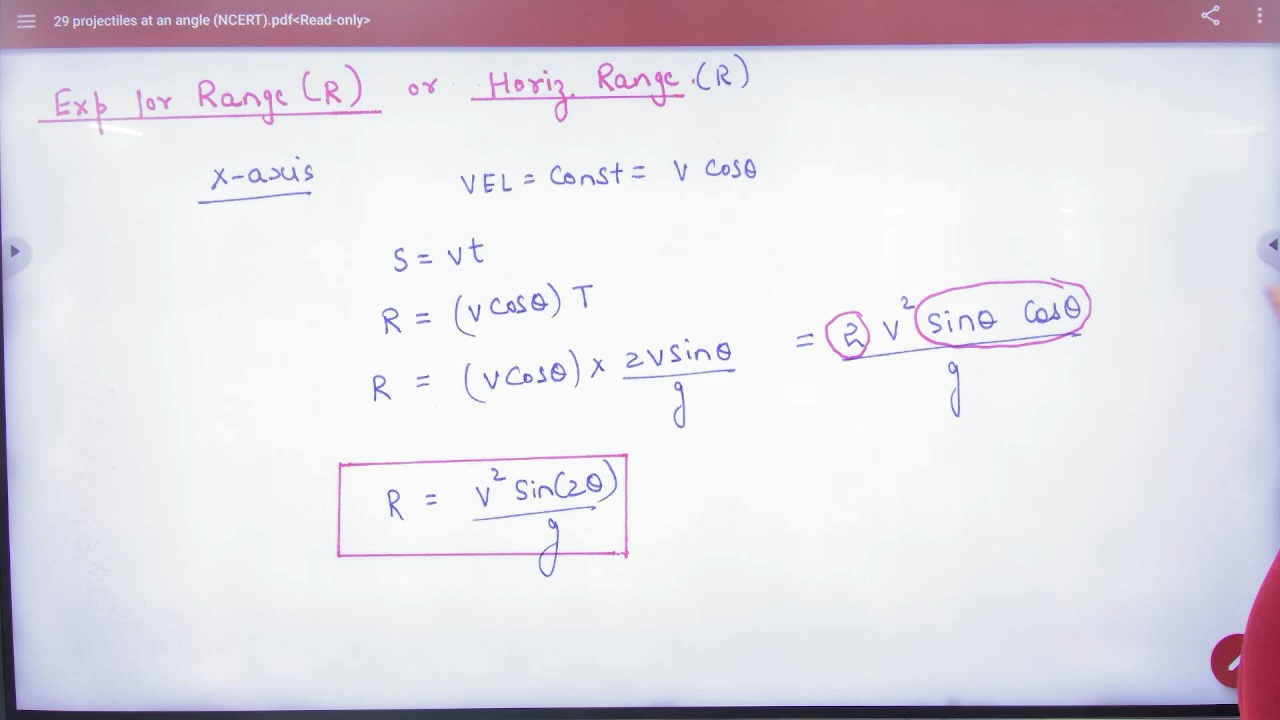 29 projectiles at an angle (NCERT).pdf<Read-only>
Exp for Range (R) or Horiz. Range. (R)
x-axis VEL = Const = v cosθ
S = vt
R = (v cosθ) T
R = (v cosθ) × 2v sinθ / g = 2 v² sinθ cosθ / g
R = v² sin(2θ) / g